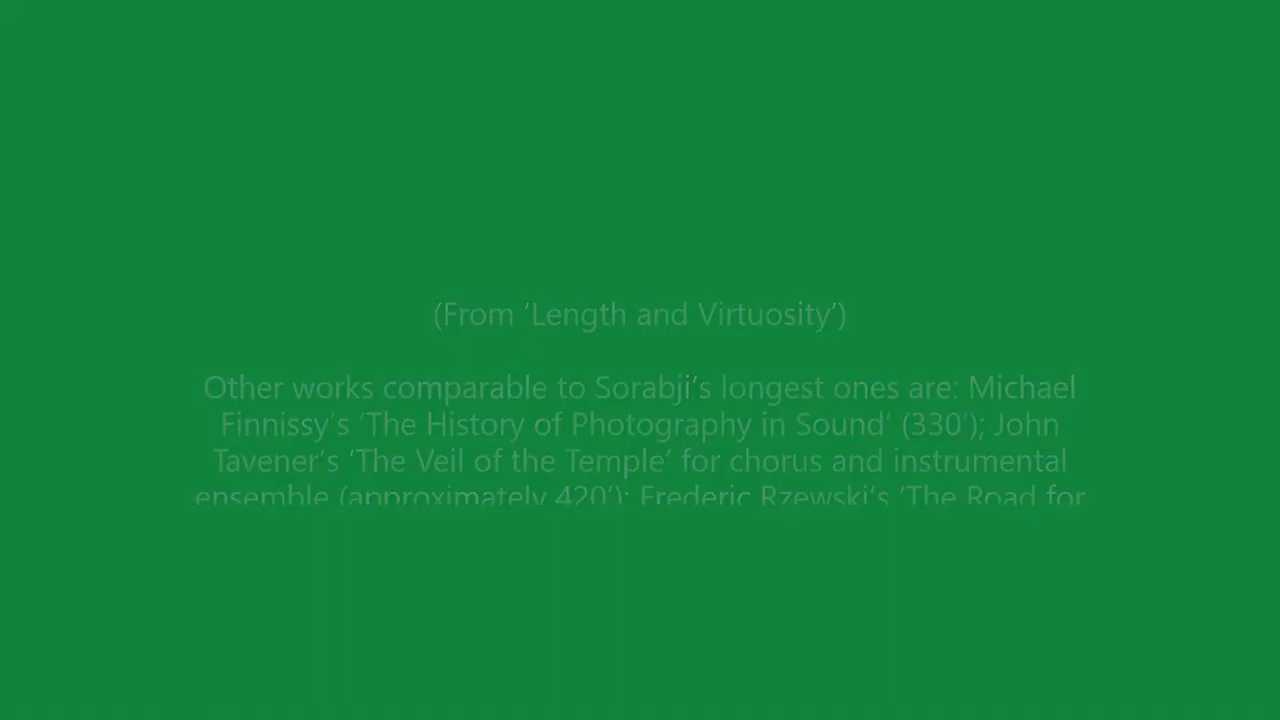 (From ‘Length and Virtuosity’)
Other works comparable to Sorabji’s longest ones are: Michael
Finnissy’s ‘The History of Photography in Sound’ (330’); John
Tavener’s ‘The Veil of the Temple’ for chorus and instrumental
ensemble (approximately 420’); Frederic Rzewski’s ‘The Road for